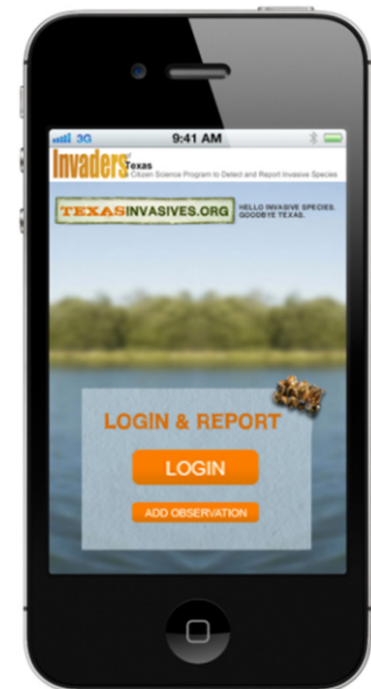 3G 9:41 AM
Invaders of Texas
A Citizen Science Program to Detect and Report Invasive Species
TEXASINVASIVES.ORG
HELLO INVASIVE SPECIES.
GOODBYE TEXAS.
LOGIN & REPORT
LOGIN
ADD OBSERVATION